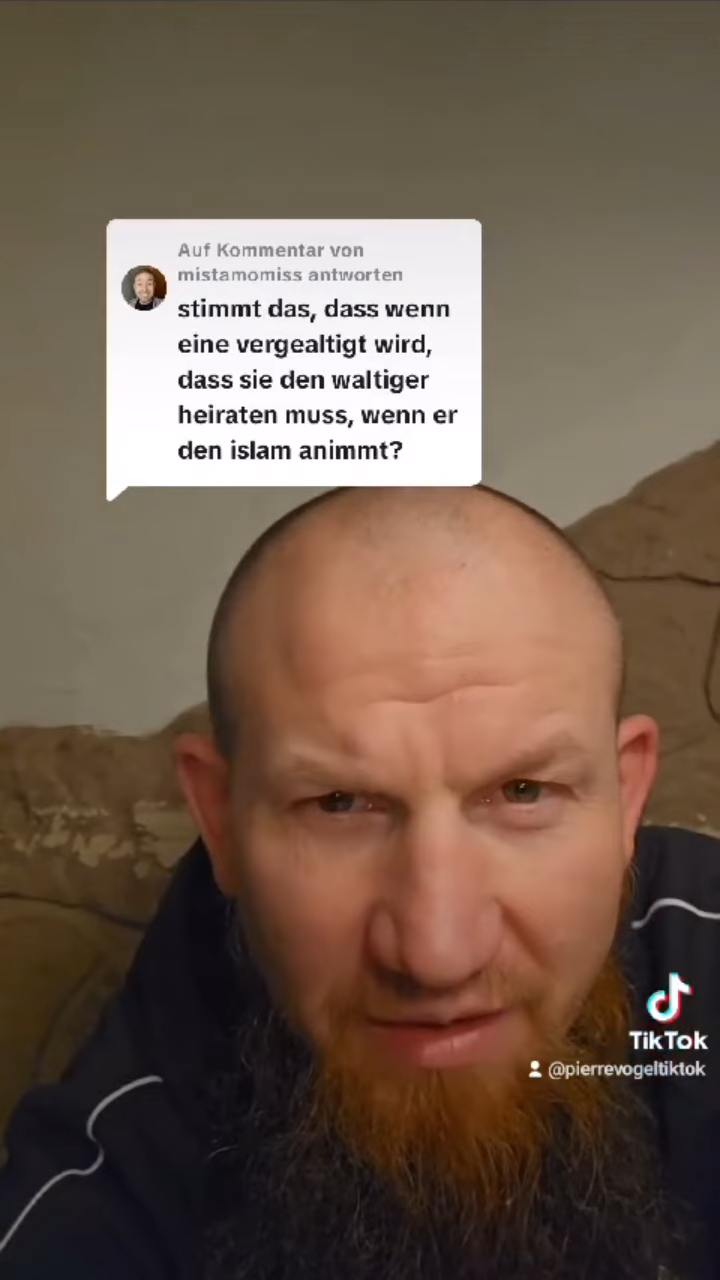 Auf Kommentar von
mistamomiss antworten
stimmt das, dass wenn
eine vergealtigt wird,
dass sie den waltiger
heiraten muss, wenn er
den islam animmt?
TikTok
@pierrevogeltiktok